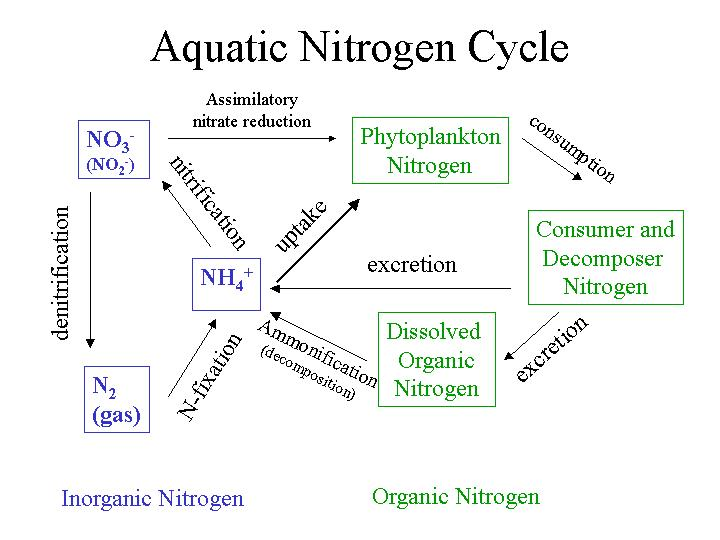 Aquatic Nitrogen Cycle
Assimilatory
nitrate reduction
NO3-
(NO2-)
Phytoplankton
Nitrogen
consumption
nitrification
uptake
denitrification
Consumer and
Decomposer
Nitrogen
excretion
NH4+
Ammonification
(decomposition)
Dissolved
Organic
Nitrogen
excretion
N-fixation
N2
(gas)
Inorganic Nitrogen
Organic Nitrogen